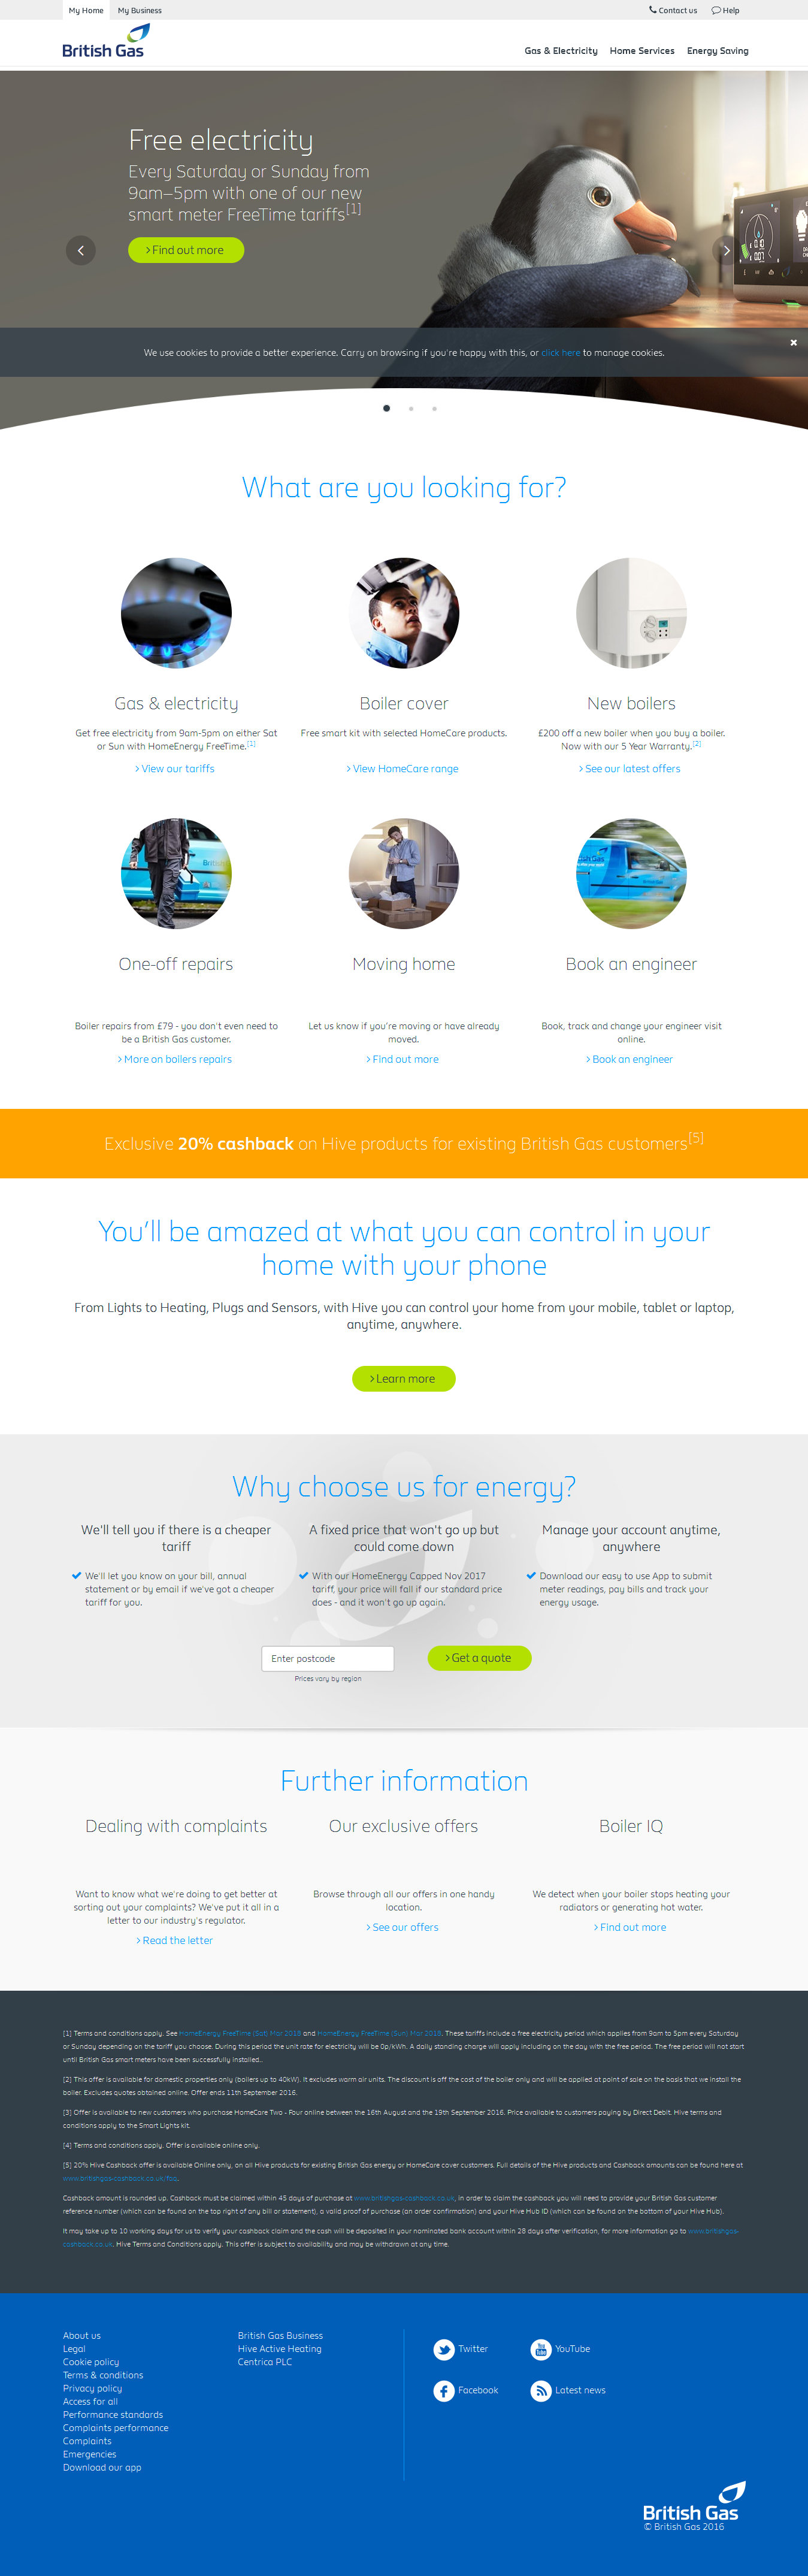 My Home
My Business
Contact us
Help
British Gas
Gas & Electricity
Home Services
Energy Saving
Free electricity
Every Saturday or Sunday from
9am–5pm with one of our new
smart meter FreeTime tariffs[1]
Find out more
We use cookies to provide a better experience. Carry on browsing if you're happy with this, or click here to manage cookies.
What are you looking for?
Gas & electricity
Get free electricity from 9am-5pm on either Sat
or Sun with HomeEnergy FreeTime.[1]
View our tariffs
Boiler cover
Free smart kit with selected HomeCare products.
View HomeCare range
New boilers
£200 off a new boiler when you buy a boiler.
Now with our 5 Year Warranty.[2]
See our latest offers
One-off repairs
Boiler repairs from £79 - you don't even need to
be a British Gas customer.
More on boilers repairs
Moving home
Let us know if you're moving or have already
moved.
Find out more
Book an engineer
Book, track and change your engineer visit
online.
Book an engineer
Exclusive 20% cashback on Hive products for existing British Gas customers[5]
You'll be amazed at what you can control in your
home with your phone
From Lights to Heating, Plugs and Sensors, with Hive you can control your home from your mobile, tablet or laptop,
anytime, anywhere.
Learn more
Why choose us for energy?
We'll tell you if there is a cheaper
tariff
We'll let you know on your bill, annual
statement or by email if we've got a cheaper
tariff for you.
A fixed price that won't go up but
could come down
With our HomeEnergy Capped Nov 2017
tariff, your price will fall if our standard price
does - and it won't go up again.
Manage your account anytime,
anywhere
Download our easy to use App to submit
meter readings, pay bills and track your
energy usage.
Enter postcode
Get a quote
Prices vary by region
Further information
Dealing with complaints
Want to know what we're doing to get better at
sorting out your complaints? We've put it all in a
letter to our industry's regulator.
Read the letter
Our exclusive offers
Browse through all our offers in one handy
location.
See our offers
Boiler IQ
We detect when your boiler stops heating your
radiators or generating hot water.
Find out more
[1] Terms and conditions apply. See HomeEnergy FreeTime (Sat) Mar 2018 and HomeEnergy FreeTime (Sun) Mar 2018. These tariffs include a free electricity period which applies from 9am to 5pm every Saturday
or Sunday depending on the tariff you choose. During this period the unit rate for electricity will be 0p/kWh. A daily standing charge will apply including on the day with the free period. The free period will not start
until British Gas smart meters have been successfully installed..
[2] This offer is available for domestic properties only (boilers up to 40kW). It excludes warm air units. The discount is off the cost of the boiler only and will be applied at point of sale on the basis that we install the
boiler. Excludes quotes obtained online. Offer ends 11th September 2016.
[3] Offer is available to new customers who purchase HomeCare Two - Four online between the 16th August and the 19th September 2016. Price available to customers paying by Direct Debit. Hive terms and
conditions apply to the Smart Lights kit.
[4] Terms and conditions apply. Offer is available online only.
[5] 20% Hive Cashback offer is available Online only, on all Hive products for existing British Gas energy or HomeCare cover customers. Full details of the Hive products and Cashback amounts can be found here at
www.britishgas-cashback.co.uk/faq.
Cashback amount is rounded up. Cashback must be claimed within 45 days of purchase at www.britishgas-cashback.co.uk, in order to claim the cashback you will need to provide your British Gas customer
reference number (which can be found on the top right of any bill or statement), a valid proof of purchase (an order confirmation) and your Hive Hub ID (which can be found on the bottom of your Hive Hub).
It may take up to 10 working days for us to verify your cashback claim and the cash will be deposited in your nominated bank account within 28 days after verification, for more information go to www.britishgas-
cashback.co.uk. Hive Terms and Conditions apply. This offer is subject to availability and may be withdrawn at any time.
About us
Legal
Cookie policy
Terms & conditions
Privacy policy
Access for all
Performance standards
Complaints performance
Complaints
Emergencies
Download our app
British Gas Business
Hive Active Heating
Centrica PLC
Twitter
YouTube
Facebook
Latest news
British Gas
© British Gas 2016